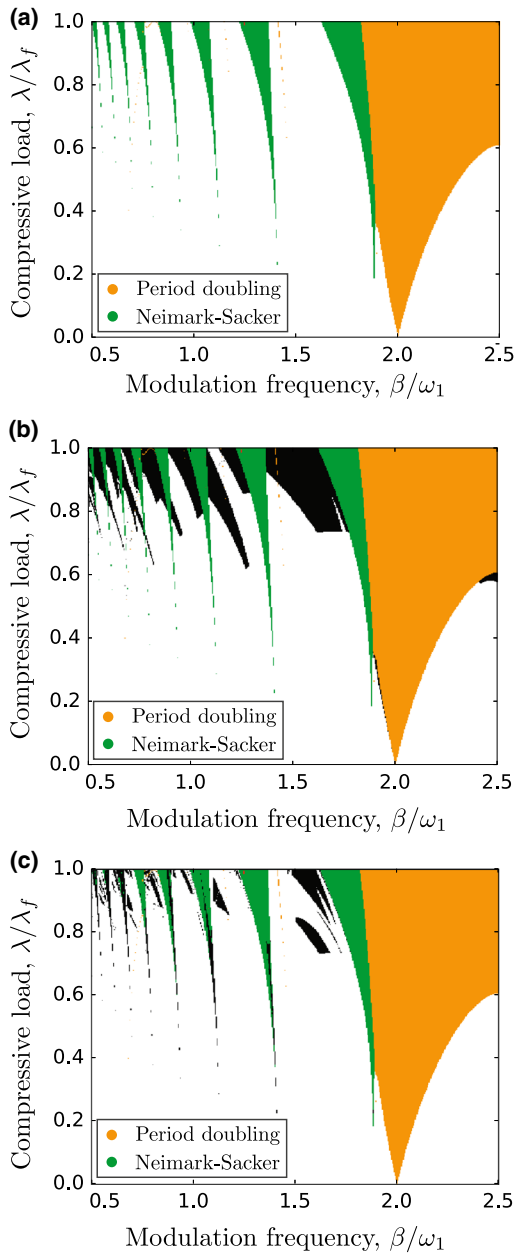 (a)
Compressive load, λ/λ_f
1.0
0.8
0.6
0.4
0.2
0.0
Period doubling
Neimark-Sacker
0.5 1.0 1.5 2.0 2.5
Modulation frequency, β/ω₁
(b)
Compressive load, λ/λ_f
1.0
0.8
0.6
0.4
0.2
0.0
Period doubling
Neimark-Sacker
0.5 1.0 1.5 2.0 2.5
Modulation frequency, β/ω₁
(c)
Compressive load, λ/λ_f
1.0
0.8
0.6
0.4
0.2
0.0
Period doubling
Neimark-Sacker
0.5 1.0 1.5 2.0 2.5
Modulation frequency, β/ω₁